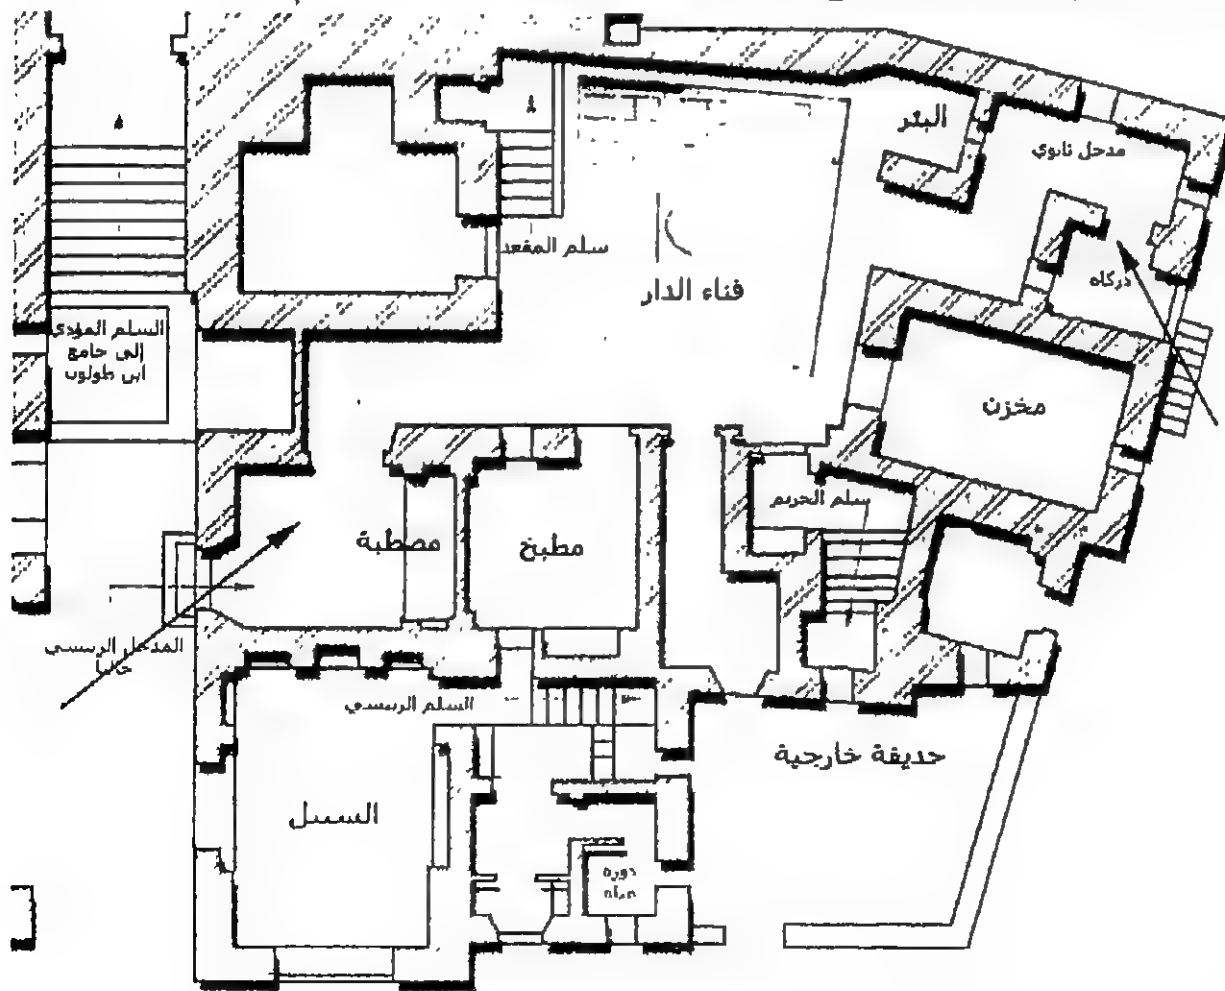 البئر
مدخل ثانوي
سلم المقعد
دركاه
فناء الدار
السلم المؤدي
إلى جامع
ابن طولون
مخزن
سلم الحريم
مصطبة
مطبخ
المدخل الرئيسي
حاليا
السلم الرئيسي
حديقة خارجية
السبيل
دورة
مياه